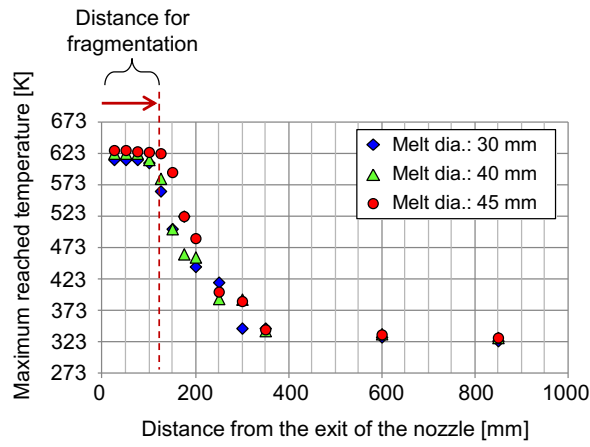 Distance for
fragmentation
Maximum reached temperature [K]
673
623
573
523
473
423
373
323
273
Melt dia.: 30 mm
Melt dia.: 40 mm
Melt dia.: 45 mm
0
200
400
600
800
1000
Distance from the exit of the nozzle [mm]